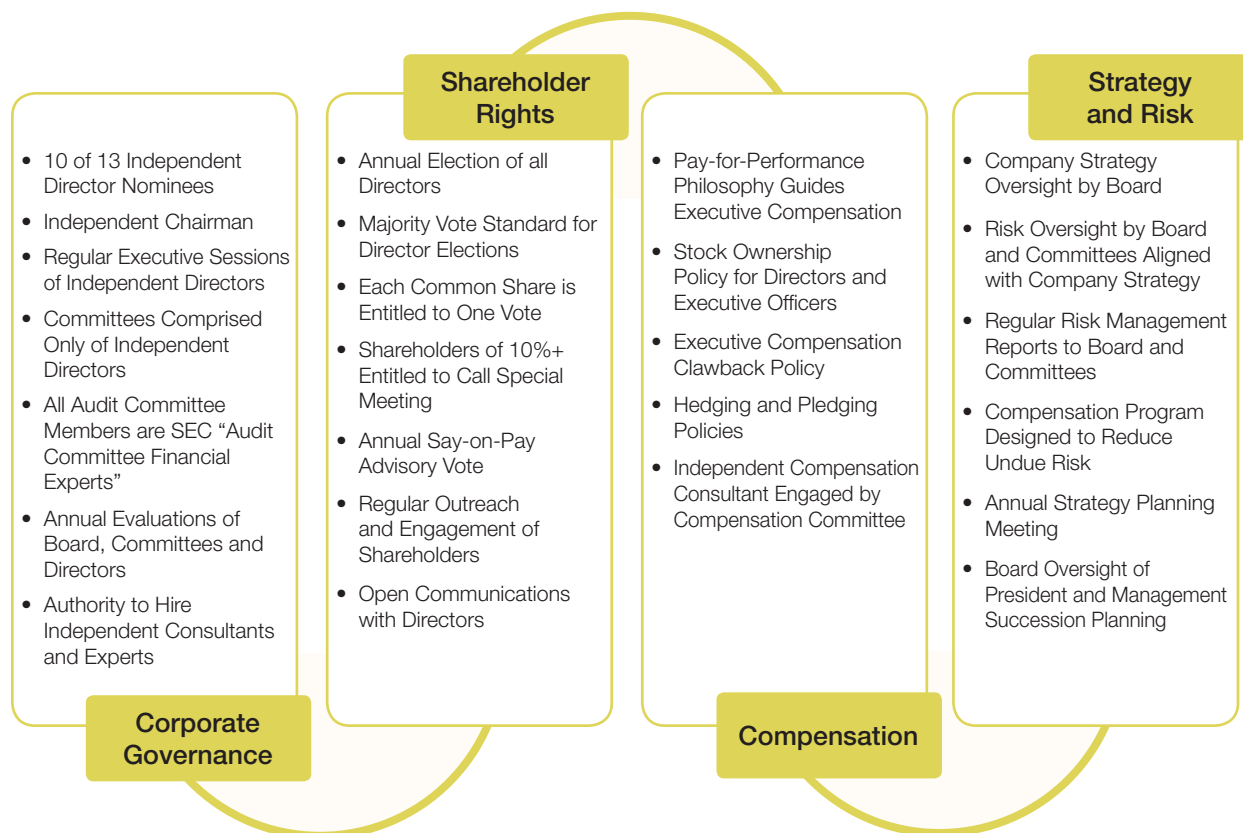 • 10 of 13 Independent
Director Nominees
• Independent Chairman
• Regular Executive Sessions
of Independent Directors
• Committees Comprised
Only of Independent
Directors
• All Audit Committee
Members are SEC “Audit
Committee Financial
Experts”
• Annual Evaluations of
Board, Committees and
Directors
• Authority to Hire
Independent Consultants
and Experts
Corporate
Governance
Shareholder
Rights
• Annual Election of all
Directors
• Majority Vote Standard for
Director Elections
• Each Common Share is
Entitled to One Vote
• Shareholders of 10%+
Entitled to Call Special
Meeting
• Annual Say-on-Pay
Advisory Vote
• Regular Outreach
and Engagement of
Shareholders
• Open Communications
with Directors
• Pay-for-Performance
Philosophy Guides
Executive Compensation
• Stock Ownership
Policy for Directors and
Executive Officers
• Executive Compensation
Clawback Policy
• Hedging and Pledging
Policies
• Independent Compensation
Consultant Engaged by
Compensation Committee
Compensation
Strategy
and Risk
• Company Strategy
Oversight by Board
• Risk Oversight by Board
and Committees Aligned
with Company Strategy
• Regular Risk Management
Reports to Board and
Committees
• Compensation Program
Designed to Reduce
Undue Risk
• Annual Strategy Planning
Meeting
• Board Oversight of
President and Management
Succession Planning